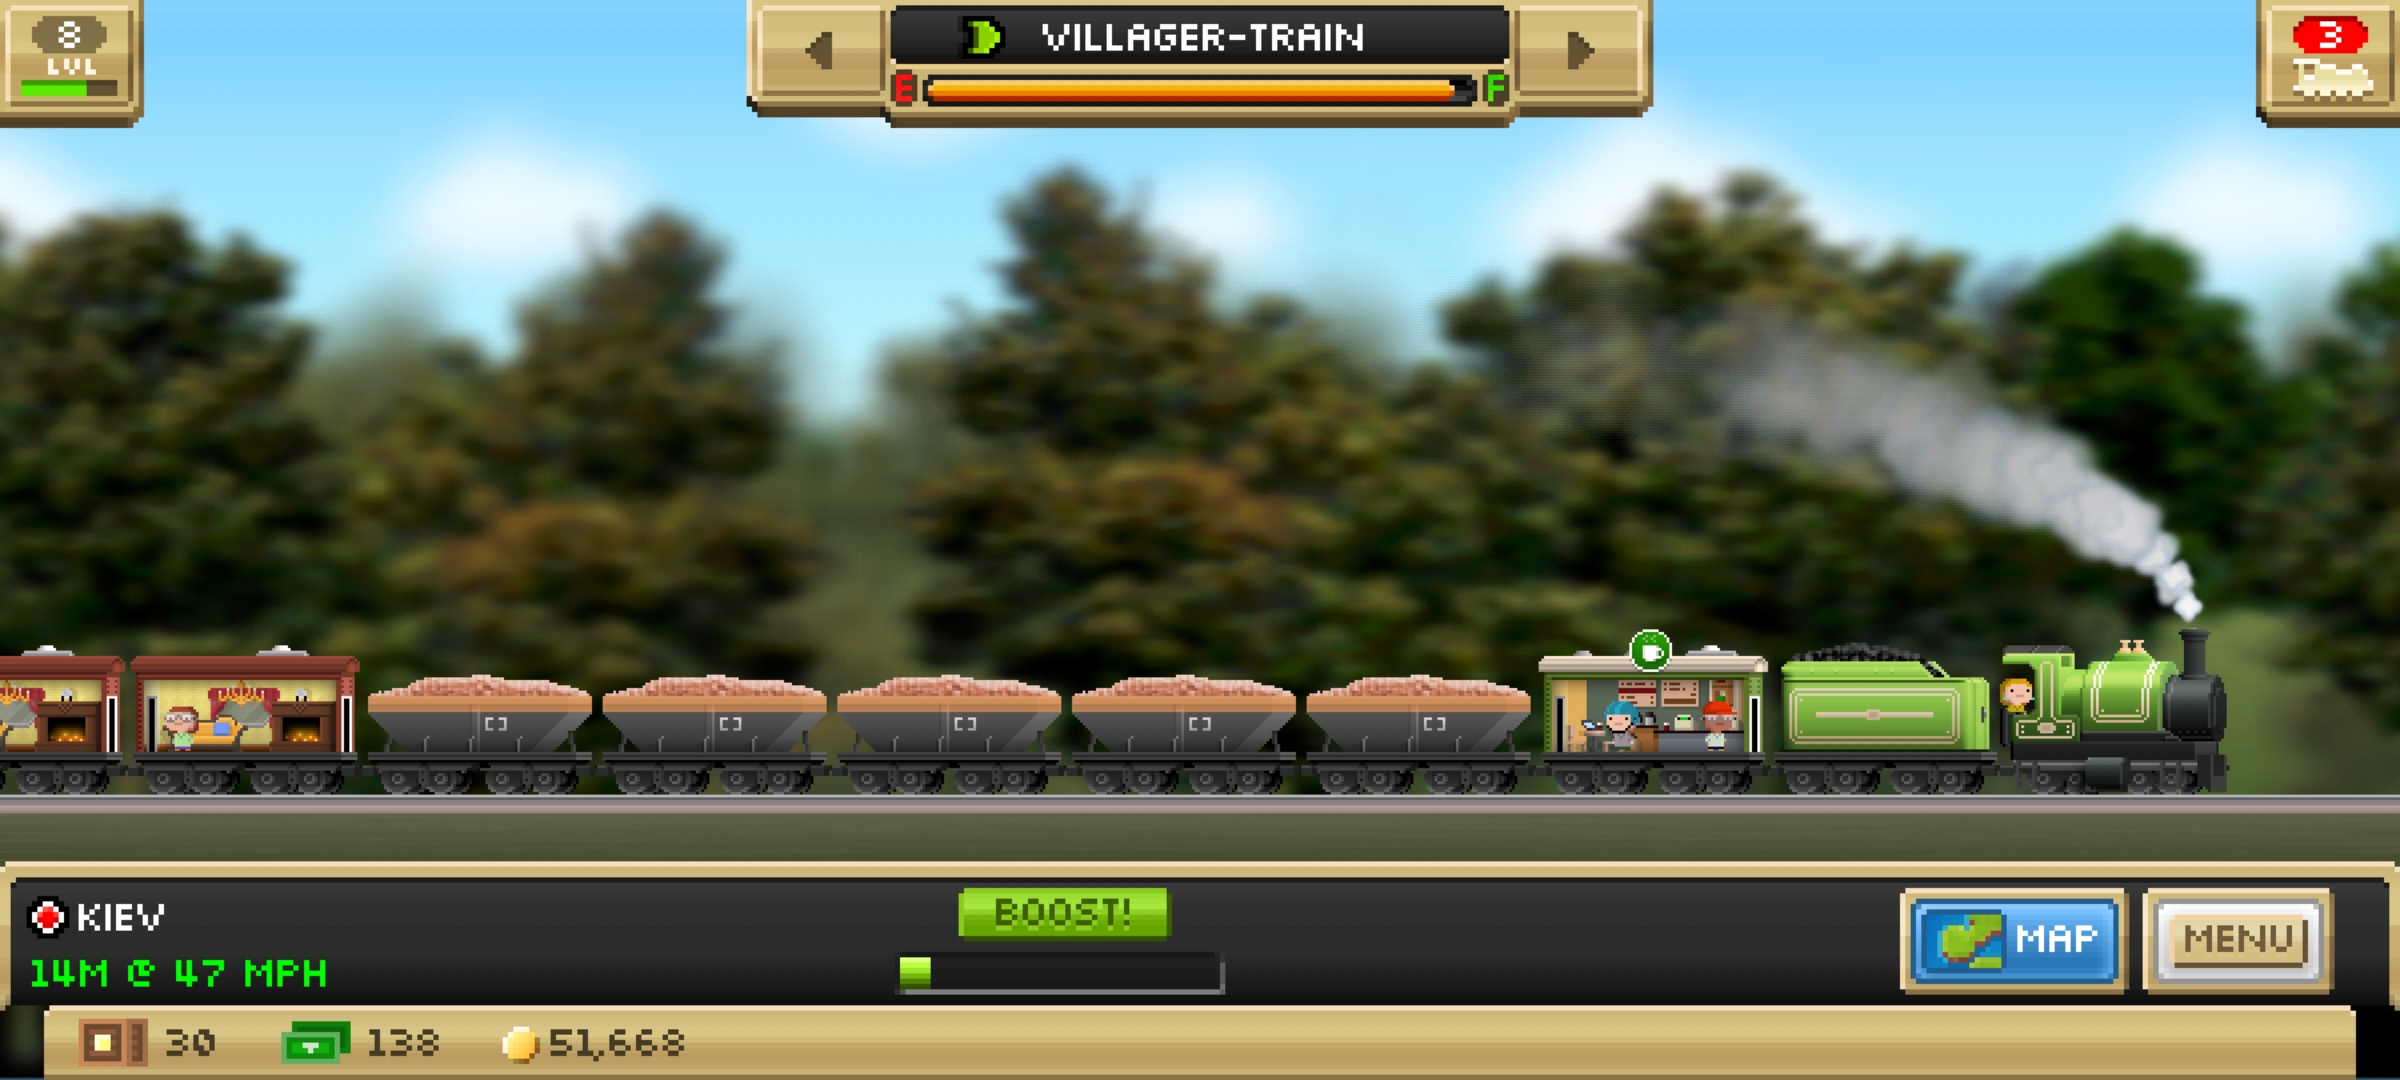 8
LVL
VILLAGER-TRAIN
E F
3
KIEV
14M @ 47 MPH
BOOST!
MAP
MENU
30
138
51,668